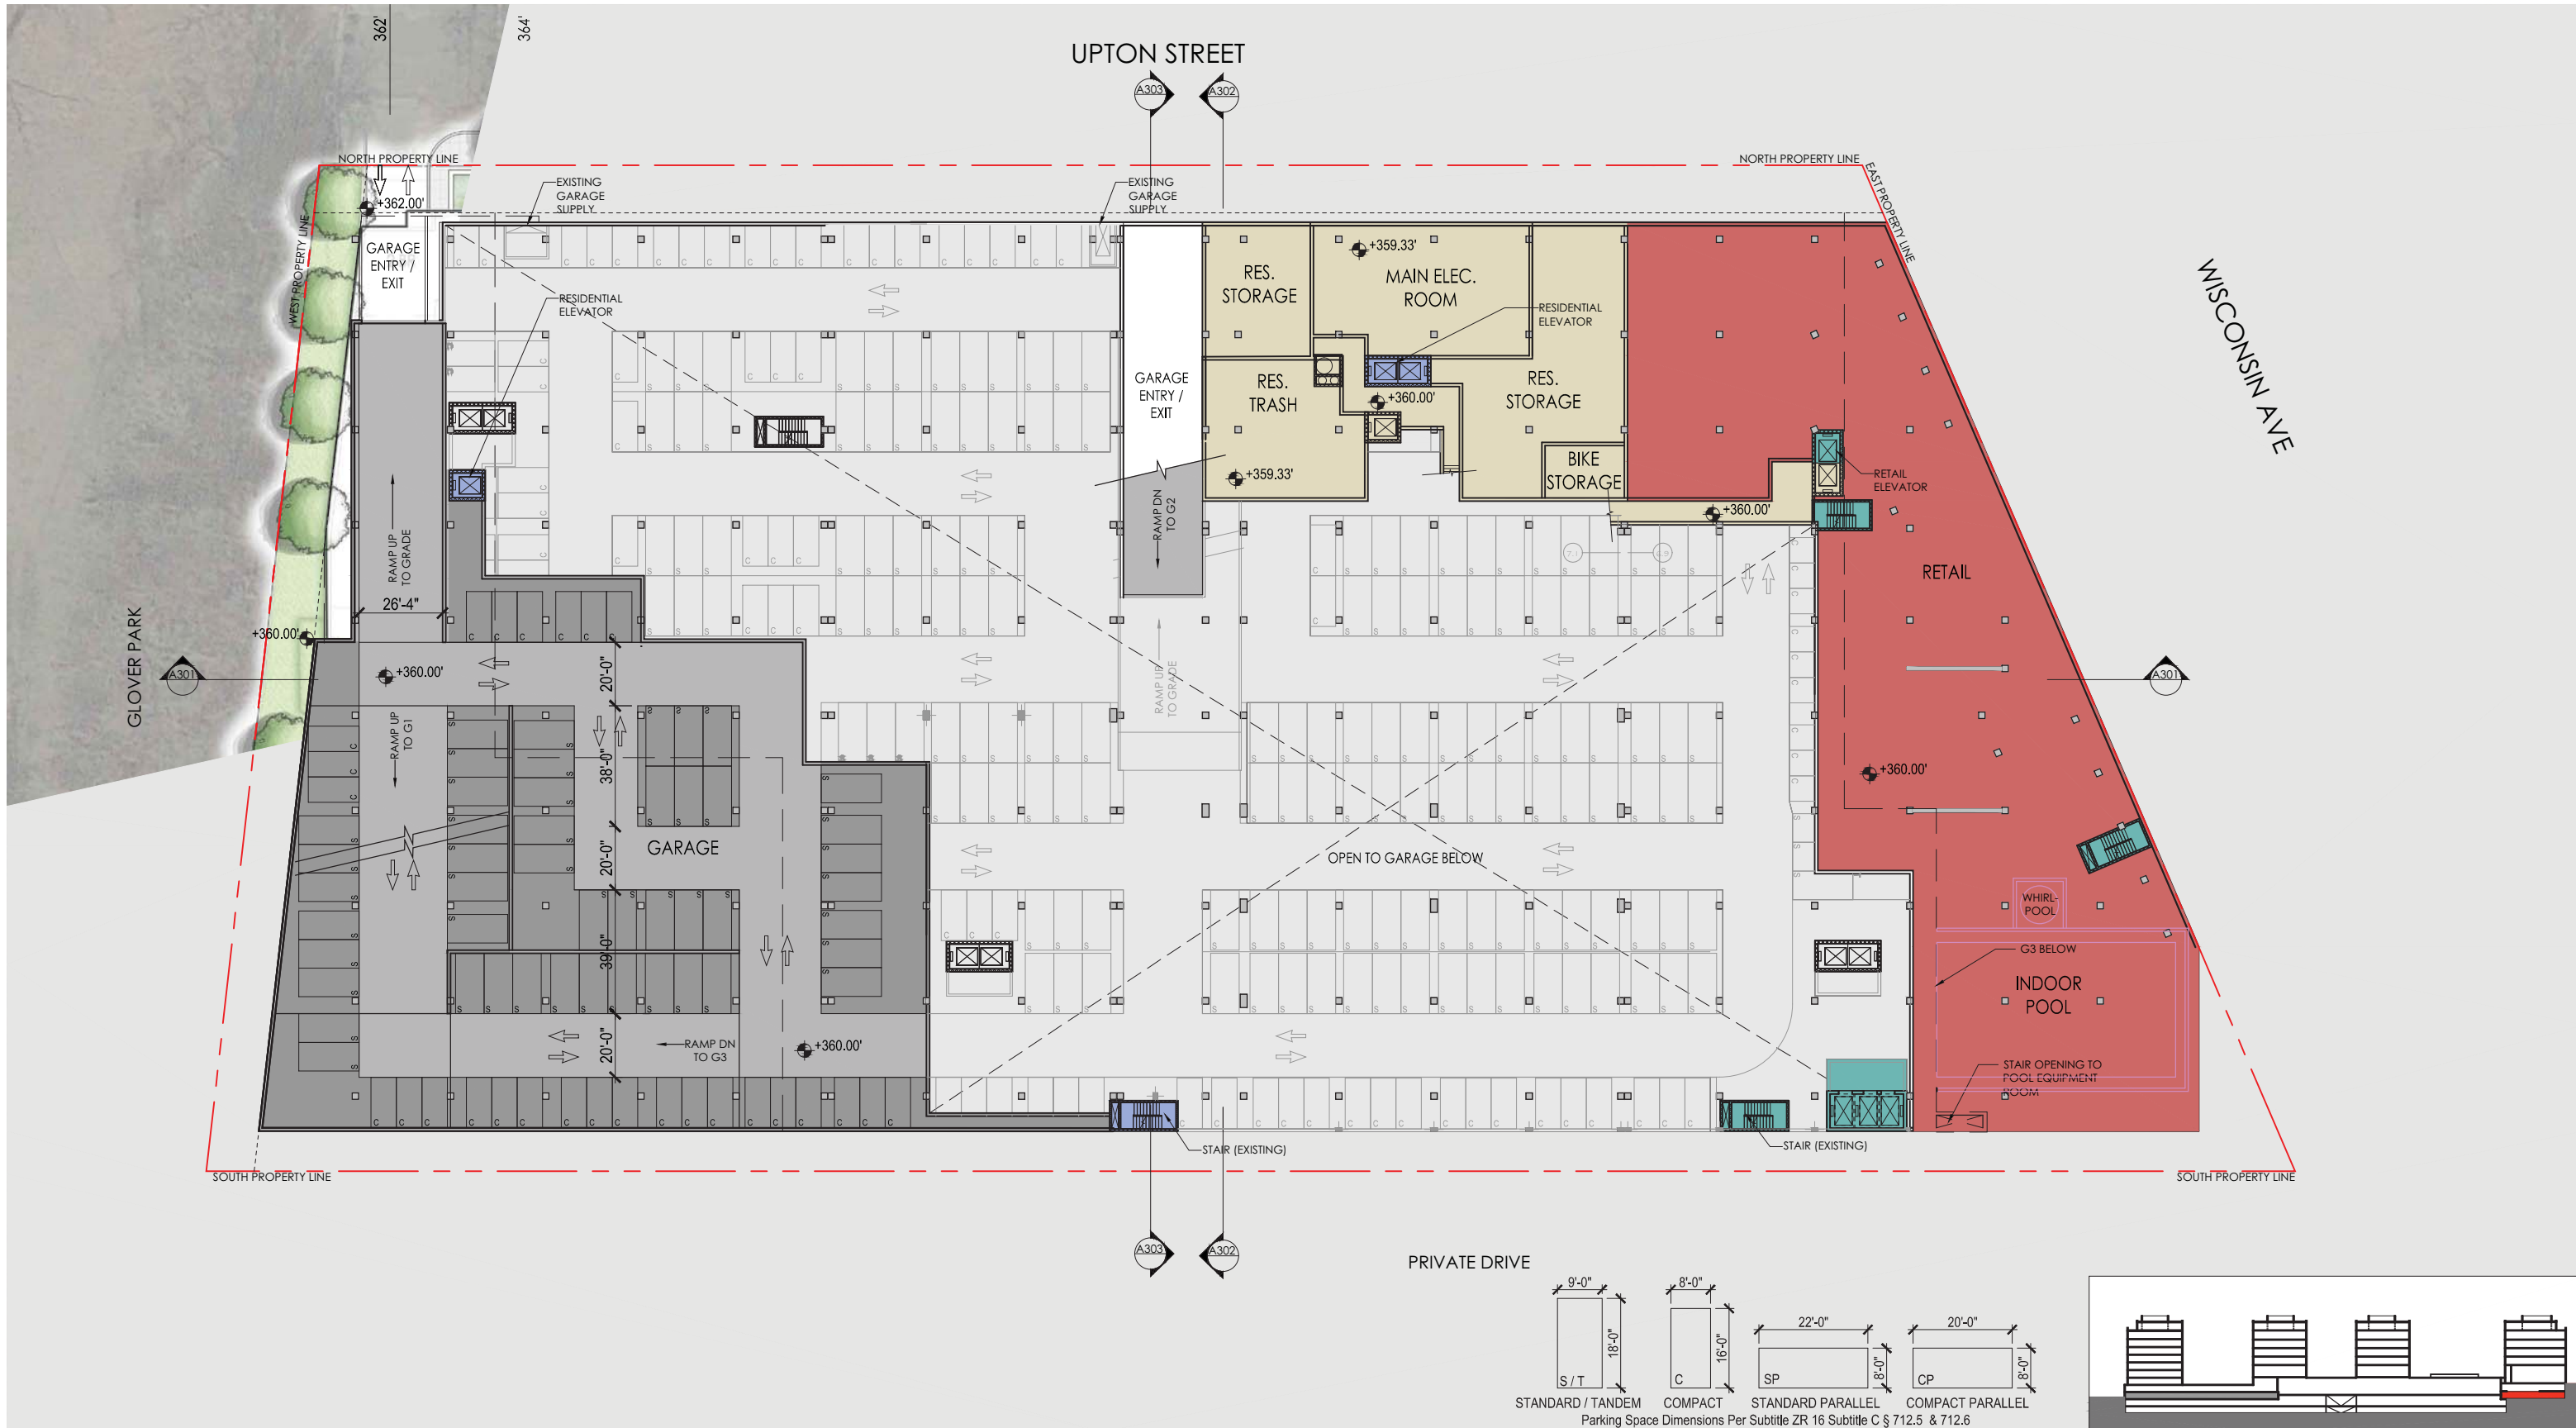 362'
364'
UPTON STREET
A303
A302
NORTH PROPERTY LINE
NORTH PROPERTY LINE
EAST PROPERTY LINE
WEST PROPERTY LINE
+362.00'
EXISTING
GARAGE
SUPPLY
EXISTING
GARAGE
SUPPLY
GARAGE
ENTRY /
EXIT
RESIDENTIAL
ELEVATOR
GARAGE
ENTRY /
EXIT
RES.
STORAGE
+359.33'
MAIN ELEC.
ROOM
RESIDENTIAL
ELEVATOR
RES.
TRASH
+360.00'
RES.
STORAGE
+359.33'
BIKE
STORAGE
RETAIL
ELEVATOR
+360.00'
WISCONSIN AVE
RAMP UP
TO GRADE
RAMP DN
TO G2
26'-4"
7.1
6.9
RETAIL
GLOVER PARK
+360.00'
A301
+360.00'
20'-0"
RAMP UP
TO GRADE
A301
RAMP UP
TO G1
38'-0"
+360.00'
GARAGE
20'-0"
OPEN TO GARAGE BELOW
WHIRL-
POOL
39'-0"
G3 BELOW
INDOOR
POOL
20'-0"
RAMP DN
TO G3
+360.00'
STAIR OPENING TO
POOL EQUIPMENT
ROOM
STAIR (EXISTING)
STAIR (EXISTING)
SOUTH PROPERTY LINE
SOUTH PROPERTY LINE
A303
A302
PRIVATE DRIVE
9'-0"
18'-0"
S / T
STANDARD / TANDEM
8'-0"
16'-0"
C
COMPACT
22'-0"
8'-0"
SP
STANDARD PARALLEL
20'-0"
8'-0"
CP
COMPACT PARALLEL
Parking Space Dimensions Per Subtitle ZR 16 Subtitle C § 712.5 & 712.6